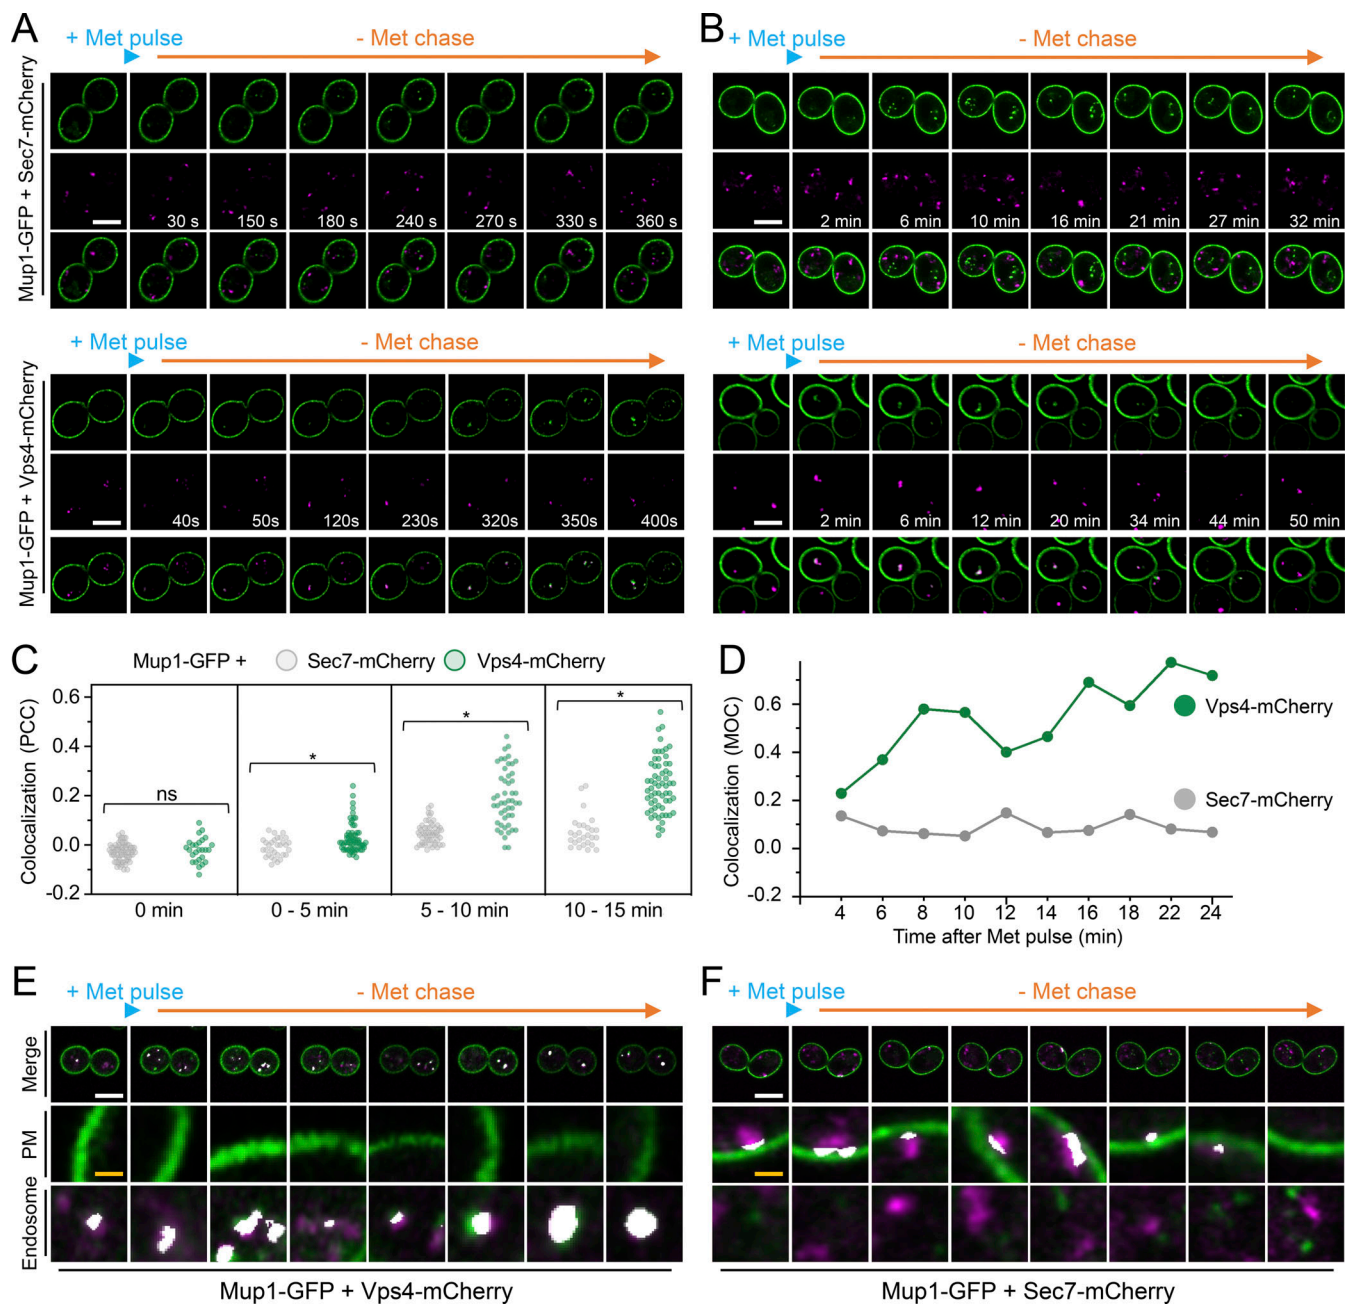 A
+ Met pulse
- Met chase
Mup1-GFP + Sec7-mCherry
30 s
150 s
180 s
240 s
270 s
330 s
360 s
+ Met pulse
- Met chase
Mup1-GFP + Vps4-mCherry
40s
50s
120s
230s
320s
350s
400s
B
+ Met pulse
- Met chase
2 min
6 min
10 min
16 min
21 min
27 min
32 min
+ Met pulse
- Met chase
2 min
6 min
12 min
20 min
34 min
44 min
50 min
C
Mup1-GFP +
Sec7-mCherry
Vps4-mCherry
Colocalization (PCC)
0.6
0.4
0.2
0.0
-0.2
ns
*
*
*
0 min
0 - 5 min
5 - 10 min
10 - 15 min
D
Colocalization (MOC)
0.6
0.4
0.2
0.0
-0.2
Vps4-mCherry
Sec7-mCherry
4 6 8 10 12 14 16 18 22 24
Time after Met pulse (min)
E
+ Met pulse
- Met chase
Merge
PM
Endosome
Mup1-GFP + Vps4-mCherry
F
+ Met pulse
- Met chase
Mup1-GFP + Sec7-mCherry